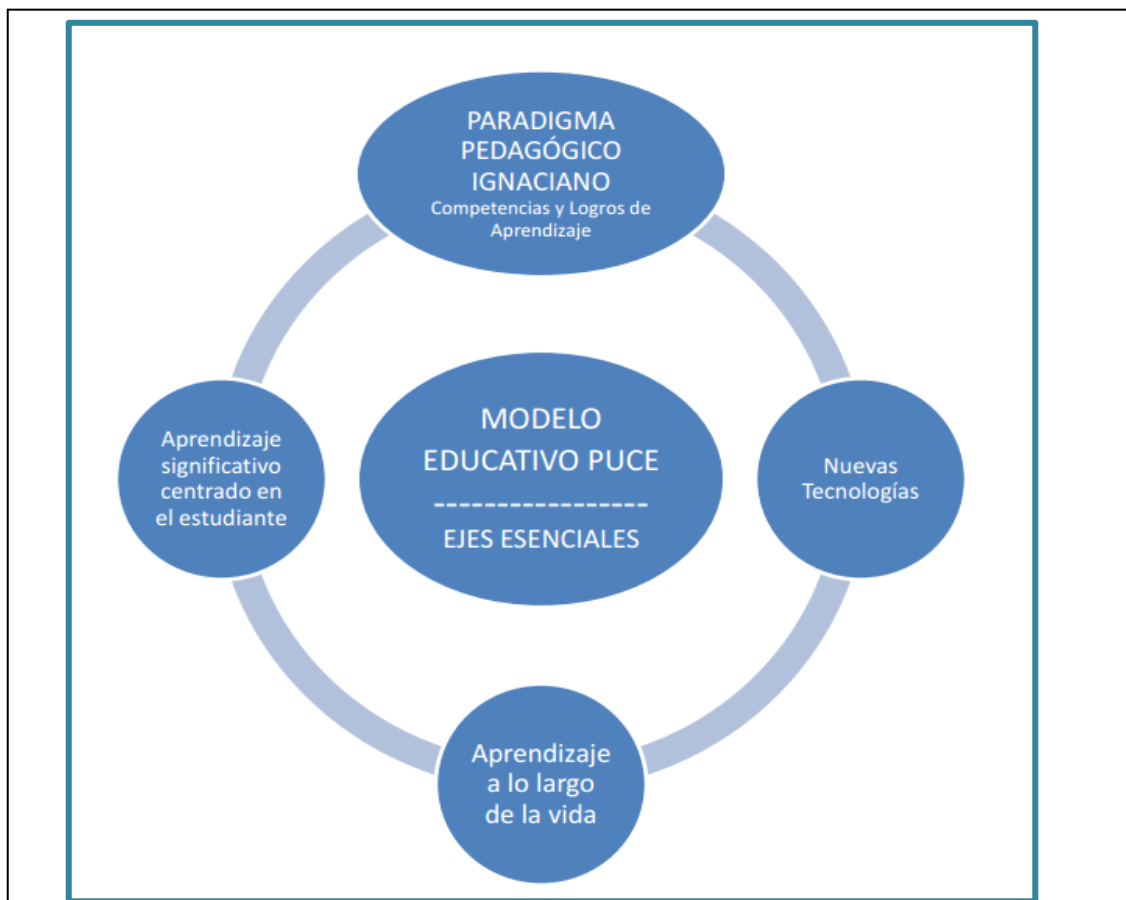 PARADIGMA
PEDAGÓGICO
IGNACIANO
Competencias y Logros de
Aprendizaje
Aprendizaje
significativo
centrado en
el estudiante
MODELO
EDUCATIVO PUCE
------------------
EJES ESENCIALES
Nuevas
Tecnologías
Aprendizaje
a lo largo
de la vida